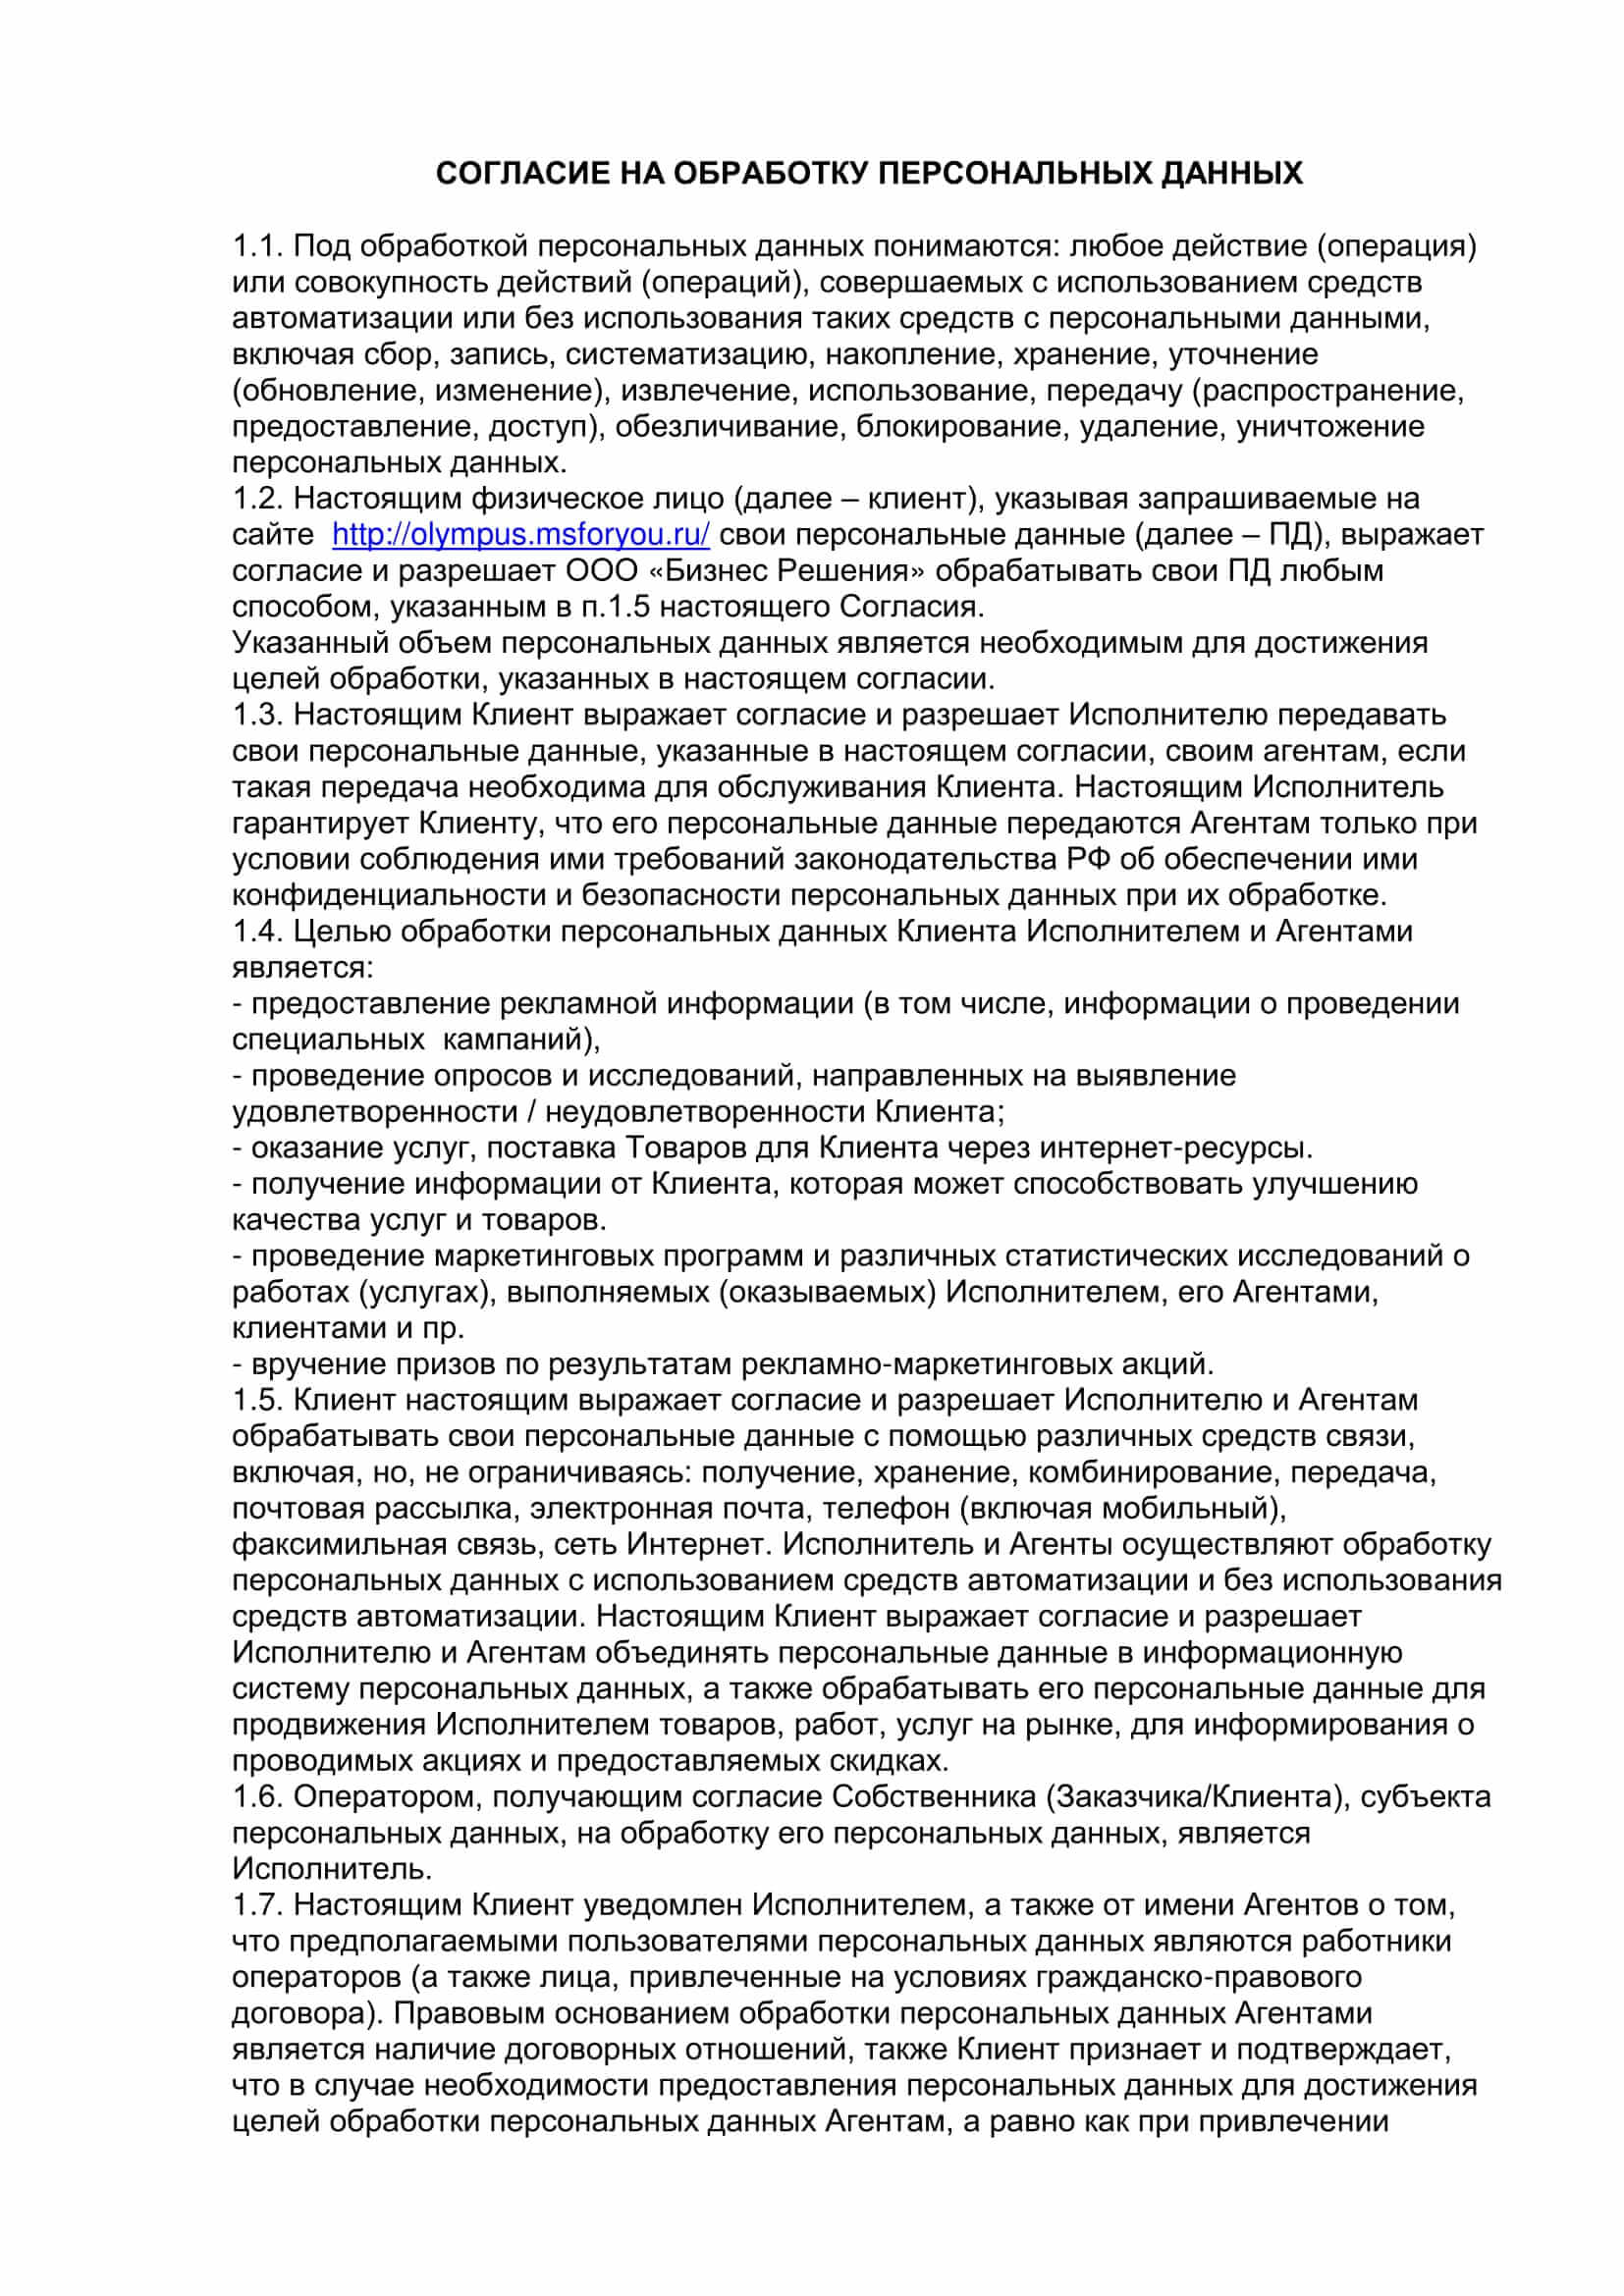 СОГЛАСИЕ НА ОБРАБОТКУ ПЕРСОНАЛЬНЫХ ДАННЫХ
1.1. Под обработкой персональных данных понимаются: любое действие (операция)
или совокупность действий (операций), совершаемых с использованием средств
автоматизации или без использования таких средств с персональными данными,
включая сбор, запись, систематизацию, накопление, хранение, уточнение
(обновление, изменение), извлечение, использование, передачу (распространение,
предоставление, доступ), обезличивание, блокирование, удаление, уничтожение
персональных данных.
1.2. Настоящим физическое лицо (далее – клиент), указывая запрашиваемые на
сайте  http://olympus.msforyou.ru/ свои персональные данные (далее – ПД), выражает
согласие и разрешает ООО «Бизнес Решения» обрабатывать свои ПД любым
способом, указанным в п.1.5 настоящего Согласия.
Указанный объем персональных данных является необходимым для достижения
целей обработки, указанных в настоящем согласии.
1.3. Настоящим Клиент выражает согласие и разрешает Исполнителю передавать
свои персональные данные, указанные в настоящем согласии, своим агентам, если
такая передача необходима для обслуживания Клиента. Настоящим Исполнитель
гарантирует Клиенту, что его персональные данные передаются Агентам только при
условии соблюдения ими требований законодательства РФ об обеспечении ими
конфиденциальности и безопасности персональных данных при их обработке.
1.4. Целью обработки персональных данных Клиента Исполнителем и Агентами
является:
- предоставление рекламной информации (в том числе, информации о проведении
специальных  кампаний),
- проведение опросов и исследований, направленных на выявление
удовлетворенности / неудовлетворенности Клиента;
- оказание услуг, поставка Товаров для Клиента через интернет-ресурсы.
- получение информации от Клиента, которая может способствовать улучшению
качества услуг и товаров.
- проведение маркетинговых программ и различных статистических исследований о
работах (услугах), выполняемых (оказываемых) Исполнителем, его Агентами,
клиентами и пр.
- вручение призов по результатам рекламно-маркетинговых акций.
1.5. Клиент настоящим выражает согласие и разрешает Исполнителю и Агентам
обрабатывать свои персональные данные с помощью различных средств связи,
включая, но, не ограничиваясь: получение, хранение, комбинирование, передача,
почтовая рассылка, электронная почта, телефон (включая мобильный),
факсимильная связь, сеть Интернет. Исполнитель и Агенты осуществляют обработку
персональных данных с использованием средств автоматизации и без использования
средств автоматизации. Настоящим Клиент выражает согласие и разрешает
Исполнителю и Агентам объединять персональные данные в информационную
систему персональных данных, а также обрабатывать его персональные данные для
продвижения Исполнителем товаров, работ, услуг на рынке, для информирования о
проводимых акциях и предоставляемых скидках.
1.6. Оператором, получающим согласие Собственника (Заказчика/Клиента), субъекта
персональных данных, на обработку его персональных данных, является
Исполнитель.
1.7. Настоящим Клиент уведомлен Исполнителем, а также от имени Агентов о том,
что предполагаемыми пользователями персональных данных являются работники
операторов (а также лица, привлеченные на условиях гражданско-правового
договора). Правовым основанием обработки персональных данных Агентами
является наличие договорных отношений, также Клиент признает и подтверждает,
что в случае необходимости предоставления персональных данных для достижения
целей обработки персональных данных Агентам, а равно как при привлечении